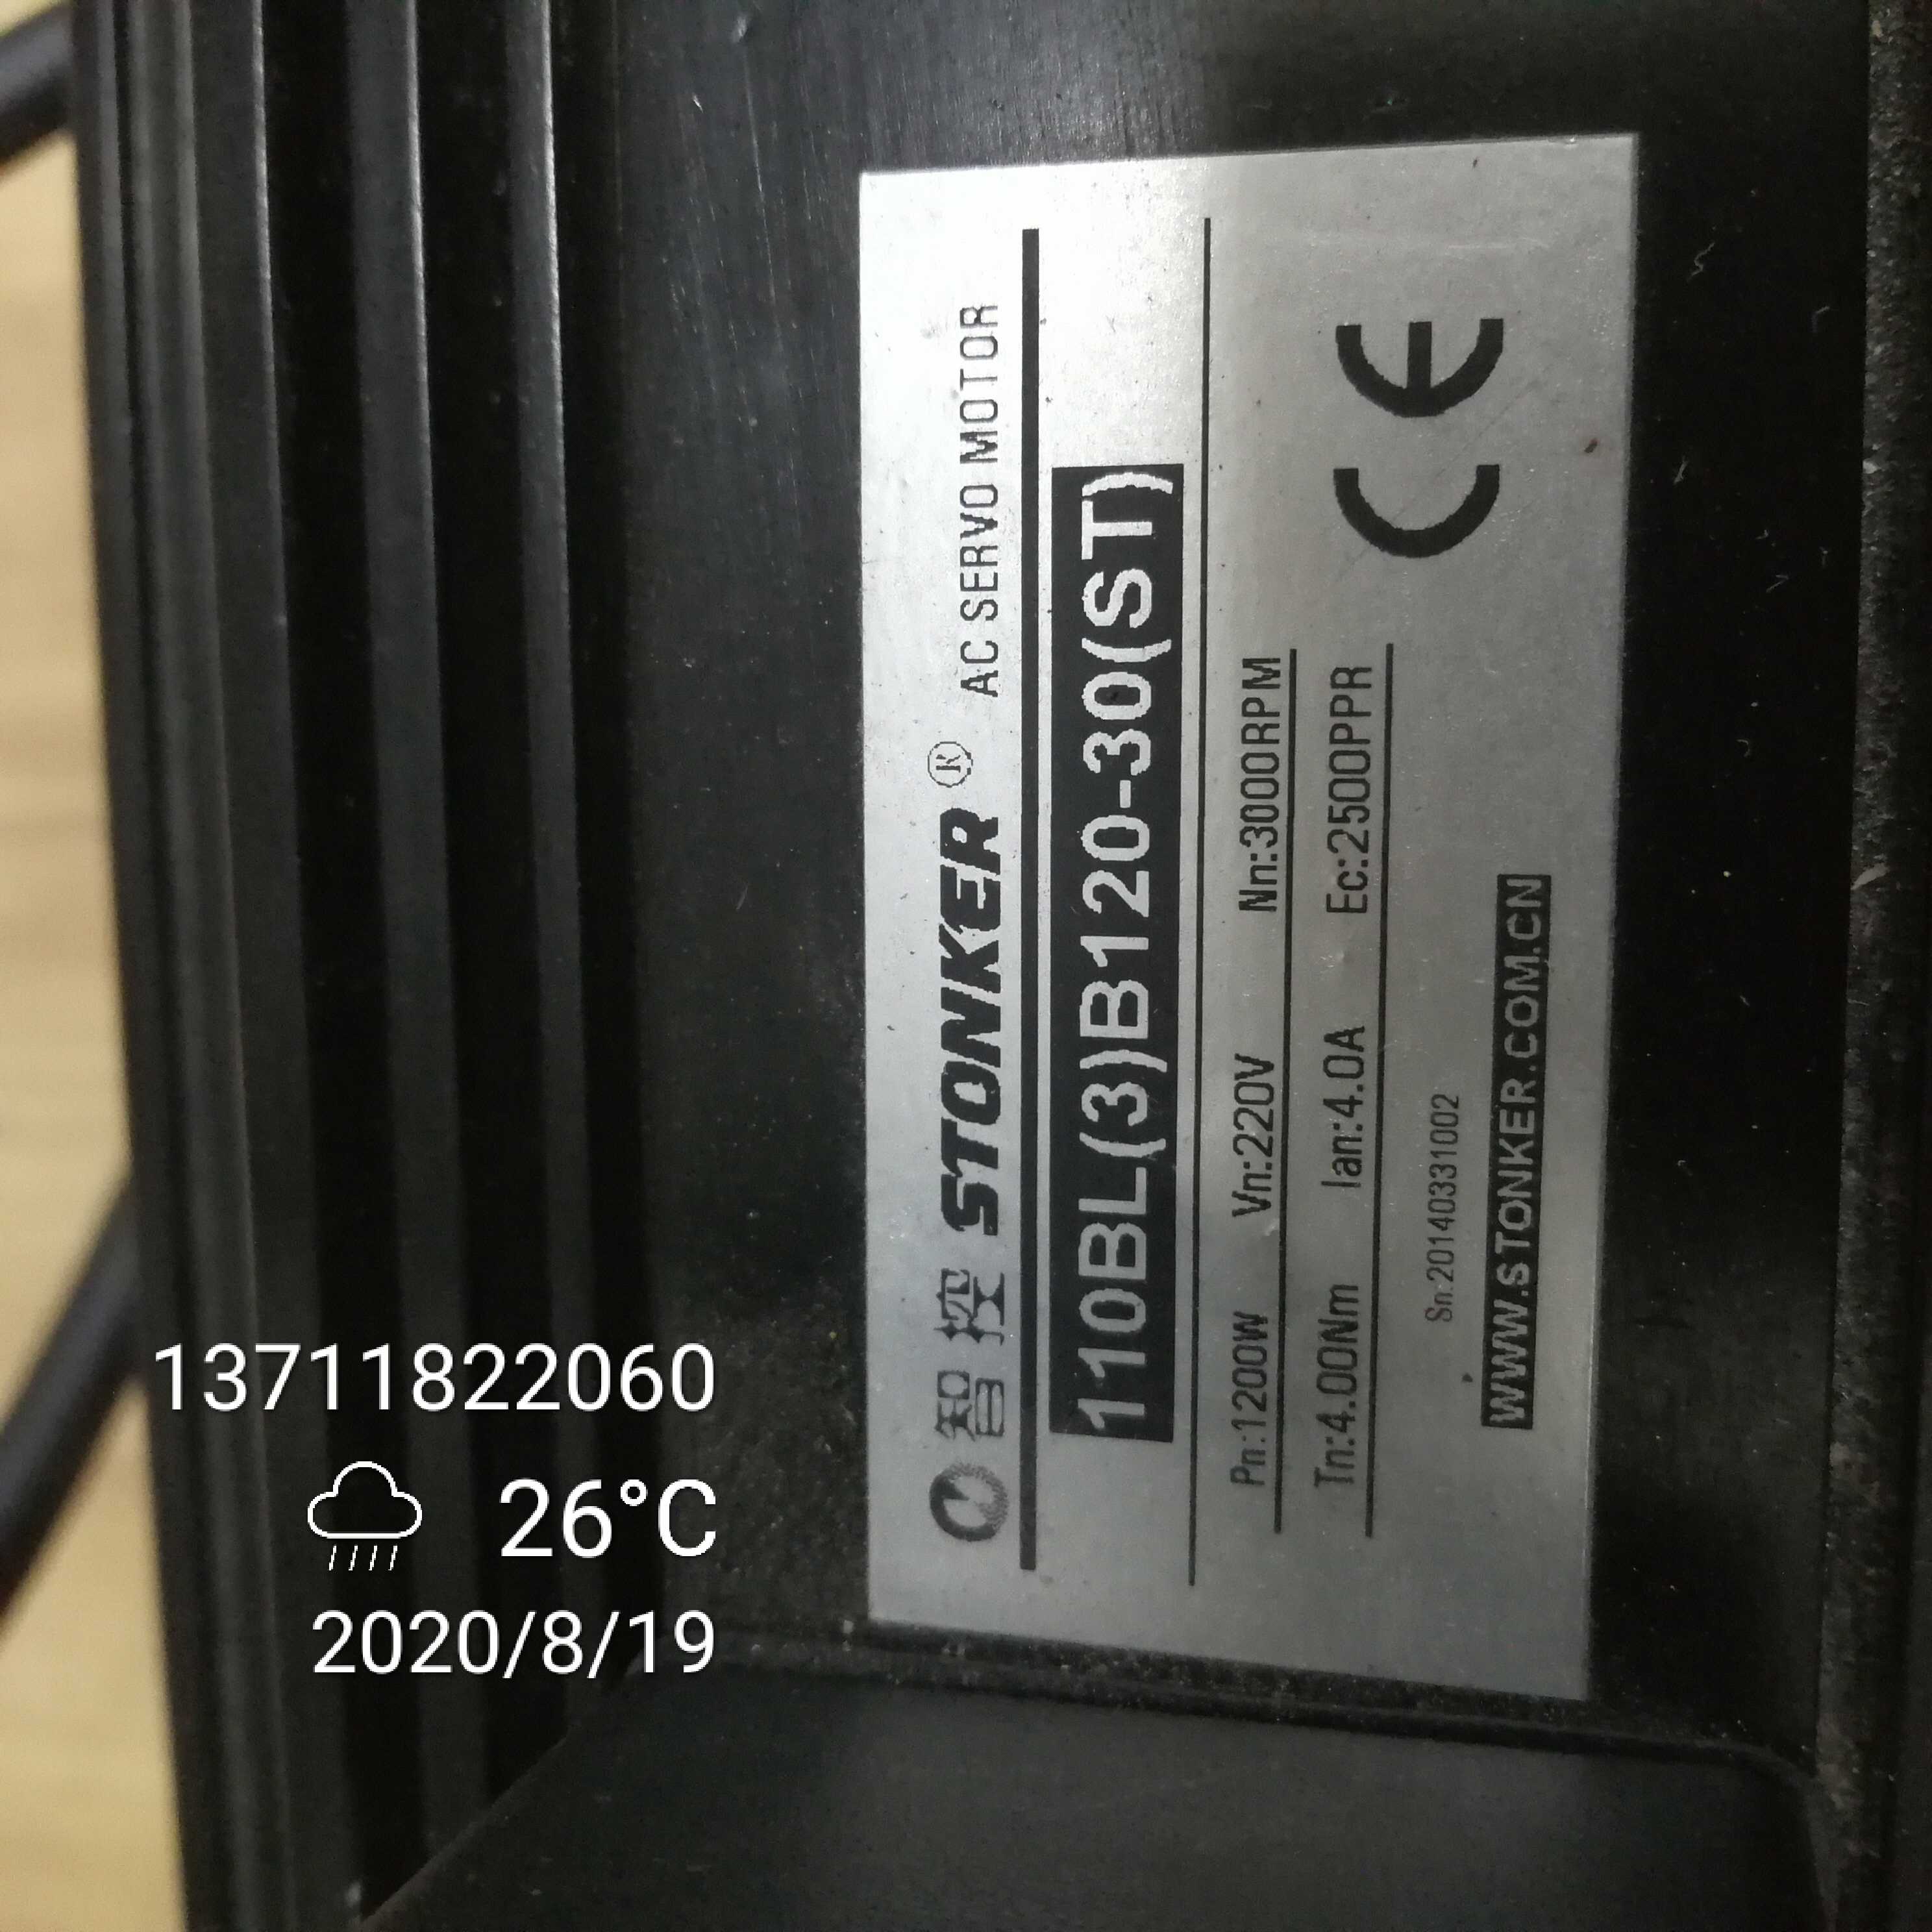 智控 STONKER® AC SERVO MOTOR
110BL(3)B120-30(ST)
Pn:1200W Vn:220V Nn:3000RPM
Tn:4.00Nm Ian:4.0A Ec:2500PPR
Sn:20140331002
WWW.STONKER.COM.CN
CE
13711822060
26°C
2020/8/19